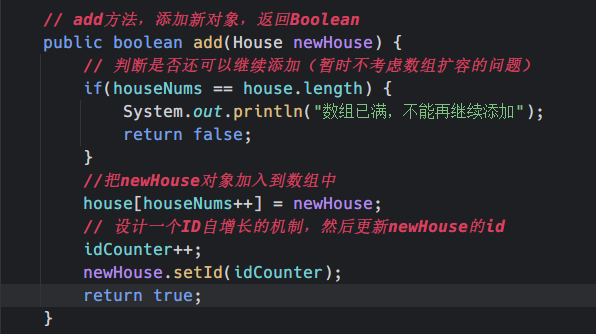 // add方法，添加新对象，返回Boolean
public boolean add(House newHouse) {
// 判断是否还可以继续添加（暂时不考虑数组扩容的问题）
if(houseNums == house.length) {
System.out.println("数组已满，不能再继续添加");
return false;
}
//把newHouse对象加入到数组中
house[houseNums++] = newHouse;
// 设计一个ID自增长的机制，然后更新newHouse的id
idCounter++;
newHouse.setId(idCounter);
return true;
}